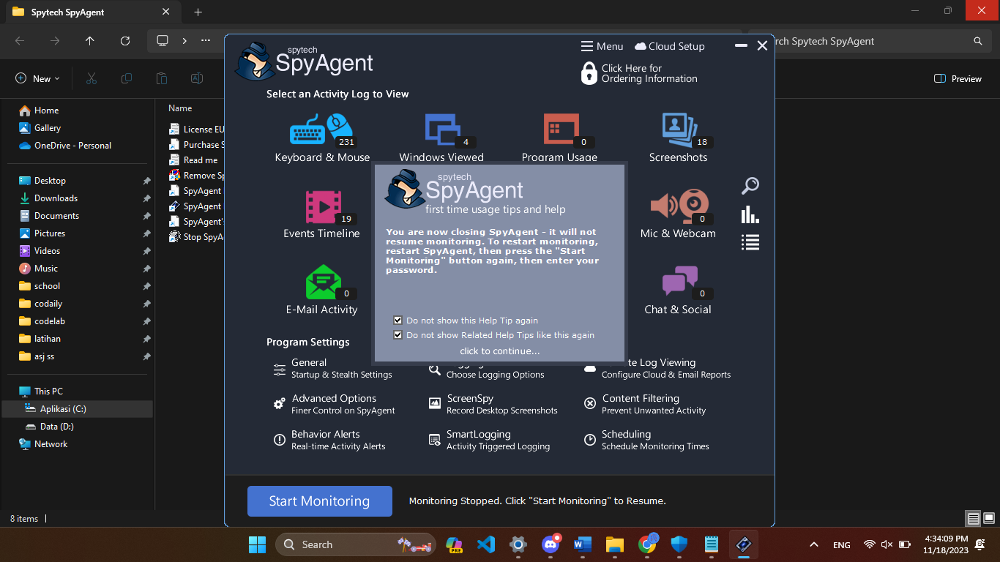 Spytech SpyAgent
rch Spytech SpyAgent
New
Preview
Home
Gallery
OneDrive - Personal
Desktop
Downloads
Documents
Pictures
Videos
Music
school
codaily
codelab
latihan
asj ss
This PC
Aplikasi (C:)
Data (D:)
Network
Name
License EU
Purchase S
Read me
Remove Sp
SpyAgent
SpyAgent
SpyAgent'
Stop SpyA
spytech
SpyAgent
Menu
Cloud Setup
Click Here for
Ordering Information
Select an Activity Log to View
231
Keyboard & Mouse
4
Windows Viewed
0
Program Usage
18
Screenshots
19
Events Timeline
0
Mic & Webcam
0
E-Mail Activity
0
Chat & Social
spytech
SpyAgent
first time usage tips and help
You are now closing SpyAgent - it will not
resume monitoring. To restart monitoring,
restart SpyAgent, then press the "Start
Monitoring" button again, then enter your
password.
Do not show this Help Tip again
Do not show Related Help Tips like this again
click to continue...
Program Settings
General
Startup & Stealth Settings
Choose Logging Options
te Log Viewing
Configure Cloud & Email Reports
Advanced Options
Finer Control on SpyAgent
ScreenSpy
Record Desktop Screenshots
Content Filtering
Prevent Unwanted Activity
Behavior Alerts
Real-time Activity Alerts
SmartLogging
Activity Triggered Logging
Scheduling
Schedule Monitoring Times
Start Monitoring
Monitoring Stopped. Click "Start Monitoring" to Resume.
8 items
Search
PRE
ENG
4:34:09 PM
11/18/2023